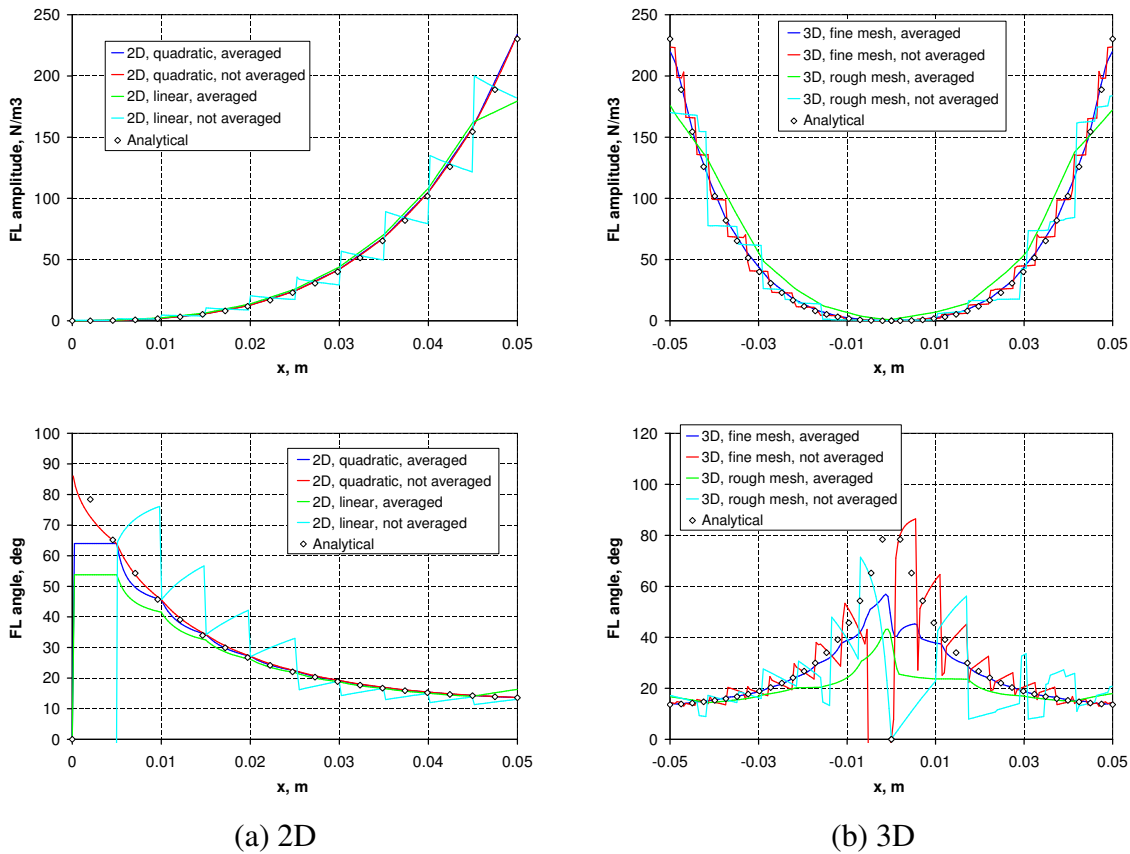 250
200
150
100
50
0
FL amplitude, N/m3
2D, quadratic, averaged
2D, quadratic, not averaged
2D, linear, averaged
2D, linear, not averaged
Analytical
0 0.01 0.02 0.03 0.04 0.05
x, m
250
200
150
100
50
0
FL amplitude, N/m3
3D, fine mesh, averaged
3D, fine mesh, not averaged
3D, rough mesh, averaged
3D, rough mesh, not averaged
Analytical
-0.05 -0.03 -0.01 0.01 0.03 0.05
x, m
100
90
80
70
60
50
40
30
20
10
0
FL angle, deg
2D, quadratic, averaged
2D, quadratic, not averaged
2D, linear, averaged
2D, linear, not averaged
Analytical
0 0.01 0.02 0.03 0.04 0.05
x, m
120
100
80
60
40
20
0
FL angle, deg
3D, fine mesh, averaged
3D, fine mesh, not averaged
3D, rough mesh, averaged
3D, rough mesh, not averaged
Analytical
-0.05 -0.03 -0.01 0.01 0.03 0.05
x, m
(a) 2D
(b) 3D